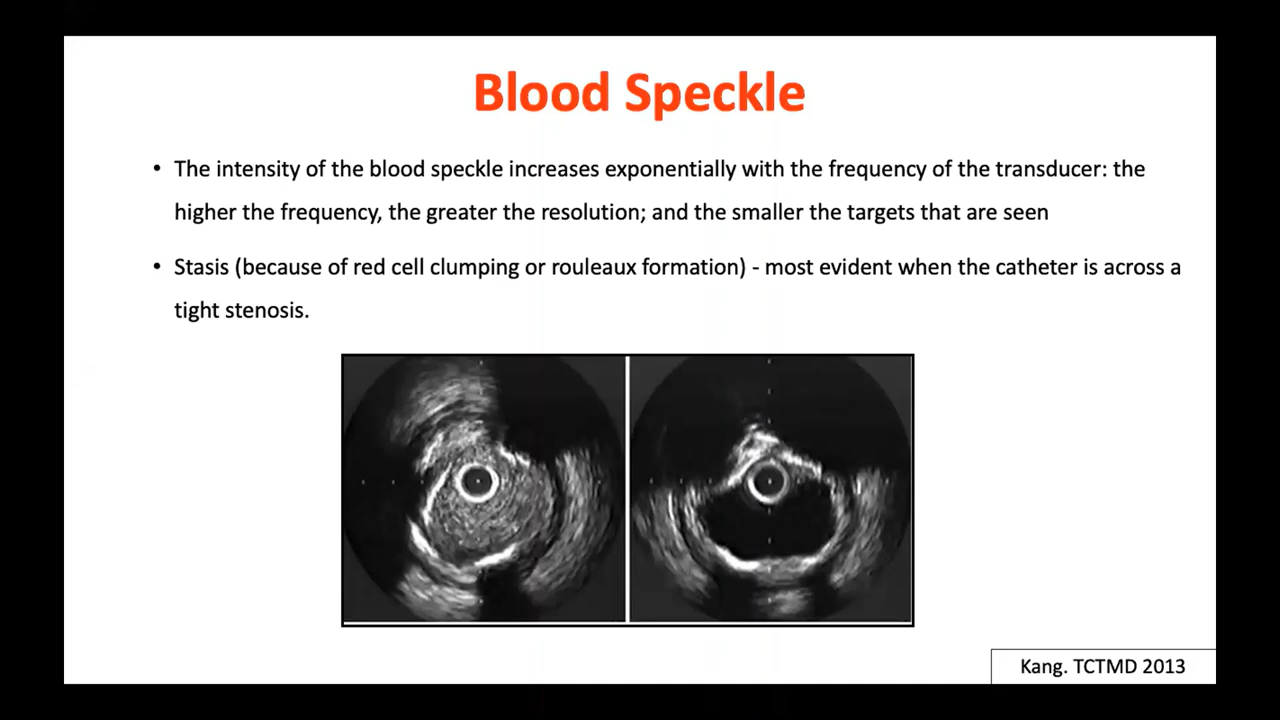 Blood Speckle
• The intensity of the blood speckle increases exponentially with the frequency of the transducer: the
higher the frequency, the greater the resolution; and the smaller the targets that are seen
• Stasis (because of red cell clumping or rouleaux formation) - most evident when the catheter is across a
tight stenosis.
Kang. TCTMD 2013